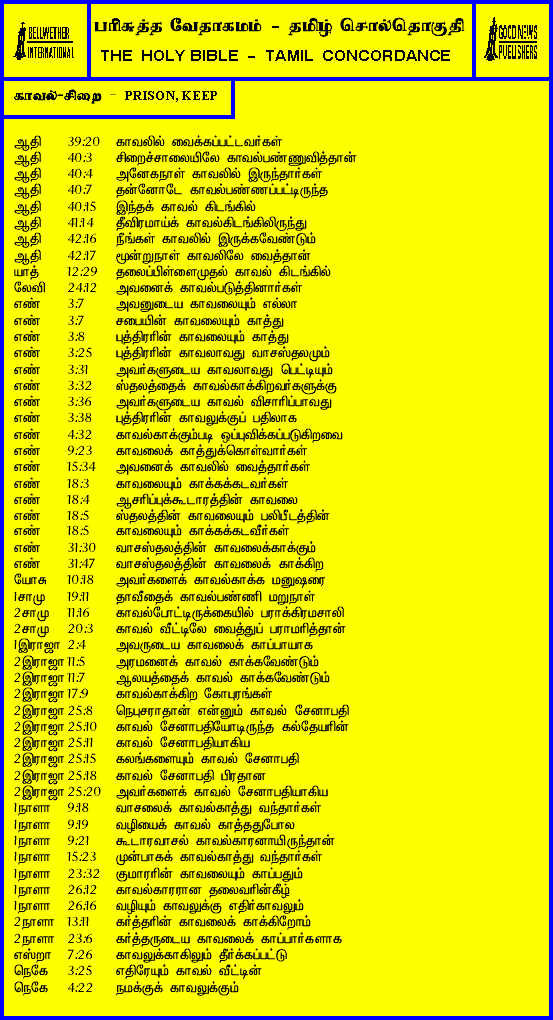 BELLWETHER
INTERNATIONAL
பரிசுத்த வேதாகமம் - தமிழ் சொல்தொகுதி
THE HOLY BIBLE - TAMIL CONCORDANCE
GOOD NEWS
PUBLISHERS
காவல்-சிறை - PRISON, KEEP
ஆதி 39:20 காவலில் வைக்கப்பட்டவர்கள்
ஆதி 40:3 சிறைச்சாலையிலே காவல்பண்ணுவித்தான்
ஆதி 40:4 அனேகநாள் காவலில் இருந்தார்கள்
ஆதி 40:7 தன்னோடே காவல்பண்ணப்பட்டிருந்த
ஆதி 40:15 இந்தக் காவல் கிடங்கில்
ஆதி 41:14 தீவிரமாய்க் காவல்கிடங்கிலிருந்து
ஆதி 42:16 நீங்கள் காவலில் இருக்கவேண்டும்
ஆதி 42:17 மூன்றுநாள் காவலிலே வைத்தான்
யாத் 12:29 தலைப்பிள்ளைமுதல் காவல் கிடங்கில்
லேவி 24:12 அவனைக் காவல்படுத்தினார்கள்
எண் 3:7 அவனுடைய காவலையும் எல்லா
எண் 3:7 சபையின் காவலையும் காத்து
எண் 3:8 புத்திரரின் காவலையும் காத்து
எண் 3:25 புத்திரரின் காவலாவது வாசஸ்தலமும்
எண் 3:31 அவர்களுடைய காவலாவது பெட்டியும்
எண் 3:32 ஸ்தலத்தைக் காவல்காக்கிறவர்களுக்கு
எண் 3:36 அவர்களுடைய காவல் விசாரிப்பாவது
எண் 3:38 புத்திரரின் காவலுக்குப் பதிலாக
எண் 4:32 காவல்காக்கும்படி ஒப்புவிக்கப்படுகிறவை
எண் 9:23 காவலைக் காத்துக்கொள்வார்கள்
எண் 15:34 அவனைக் காவலில் வைத்தார்கள்
எண் 18:3 காவலையும் காக்கக்கடவர்கள்
எண் 18:4 ஆசரிப்புக்கூடாரத்தின் காவலை
எண் 18:5 ஸ்தலத்தின் காவலையும் பலிபீடத்தின்
எண் 18:5 காவலையும் காக்கக்கடவீர்கள்
எண் 31:30 வாசஸ்தலத்தின் காவலைக்காக்கும்
எண் 31:47 வாசஸ்தலத்தின் காவலைக் காக்கிற
யோசு 10:18 அவர்களைக் காவல்காக்க மனுஷரை
1சாமு 19:11 தாவீதைக் காவல்பண்ணி மறுநாள்
2சாமு 11:16 காவல்போட்டிருக்கையில் பராக்கிரமசாலி
2சாமு 20:3 காவல் வீட்டிலே வைத்துப் பராமரித்தான்
1இராஜா 2:4 அவருடைய காவலைக் காப்பாயாக
2இராஜா 11:5 அரமனைக் காவல் காக்கவேண்டும்
2இராஜா 11:7 ஆலயத்தைக் காவல் காக்கவேண்டும்
2இராஜா 17:9 காவல்காக்கிற கோபுரங்கள்
2இராஜா 25:8 நெபுசராதான் என்னும் காவல் சேனாபதி
2இராஜா 25:10 காவல் சேனாபதியோடிருந்த கல்தேயரின்
2இராஜா 25:11 காவல் சேனாபதியாகிய
2இராஜா 25:15 கலங்களையும் காவல் சேனாபதி
2இராஜா 25:18 காவல் சேனாபதி பிரதான
2இராஜா 25:20 அவர்களைக் காவல் சேனாபதியாகிய
1நாளா 9:18 வாசலைக் காவல்காத்து வந்தார்கள்
1நாளா 9:19 வழியைக் காவல் காத்ததுபோல
1நாளா 9:21 கூடாரவாசல் காவல்காரனாயிருந்தான்
1நாளா 15:23 முன்பாகக் காவல்காத்து வந்தார்கள்
1நாளா 23:32 குமாரரின் காவலையும் காப்பதும்
1நாளா 26:12 காவல்காரரான தலைவரின்கீழ்
1நாளா 26:16 வழியும் காவலுக்கு எதிர்காவலும்
2நாளா 13:11 கர்த்தரின் காவலைக் காக்கிறோம்
2நாளா 23:6 கர்த்தருடைய காவலைக் காப்பார்களாக
எஸ்றா 7:26 காவலுக்காகிலும் தீர்க்கப்பட்டு
நெகே 3:25 எதிரேயும் காவல் வீட்டின்
நெகே 4:22 நமக்குக் காவலுக்கும்